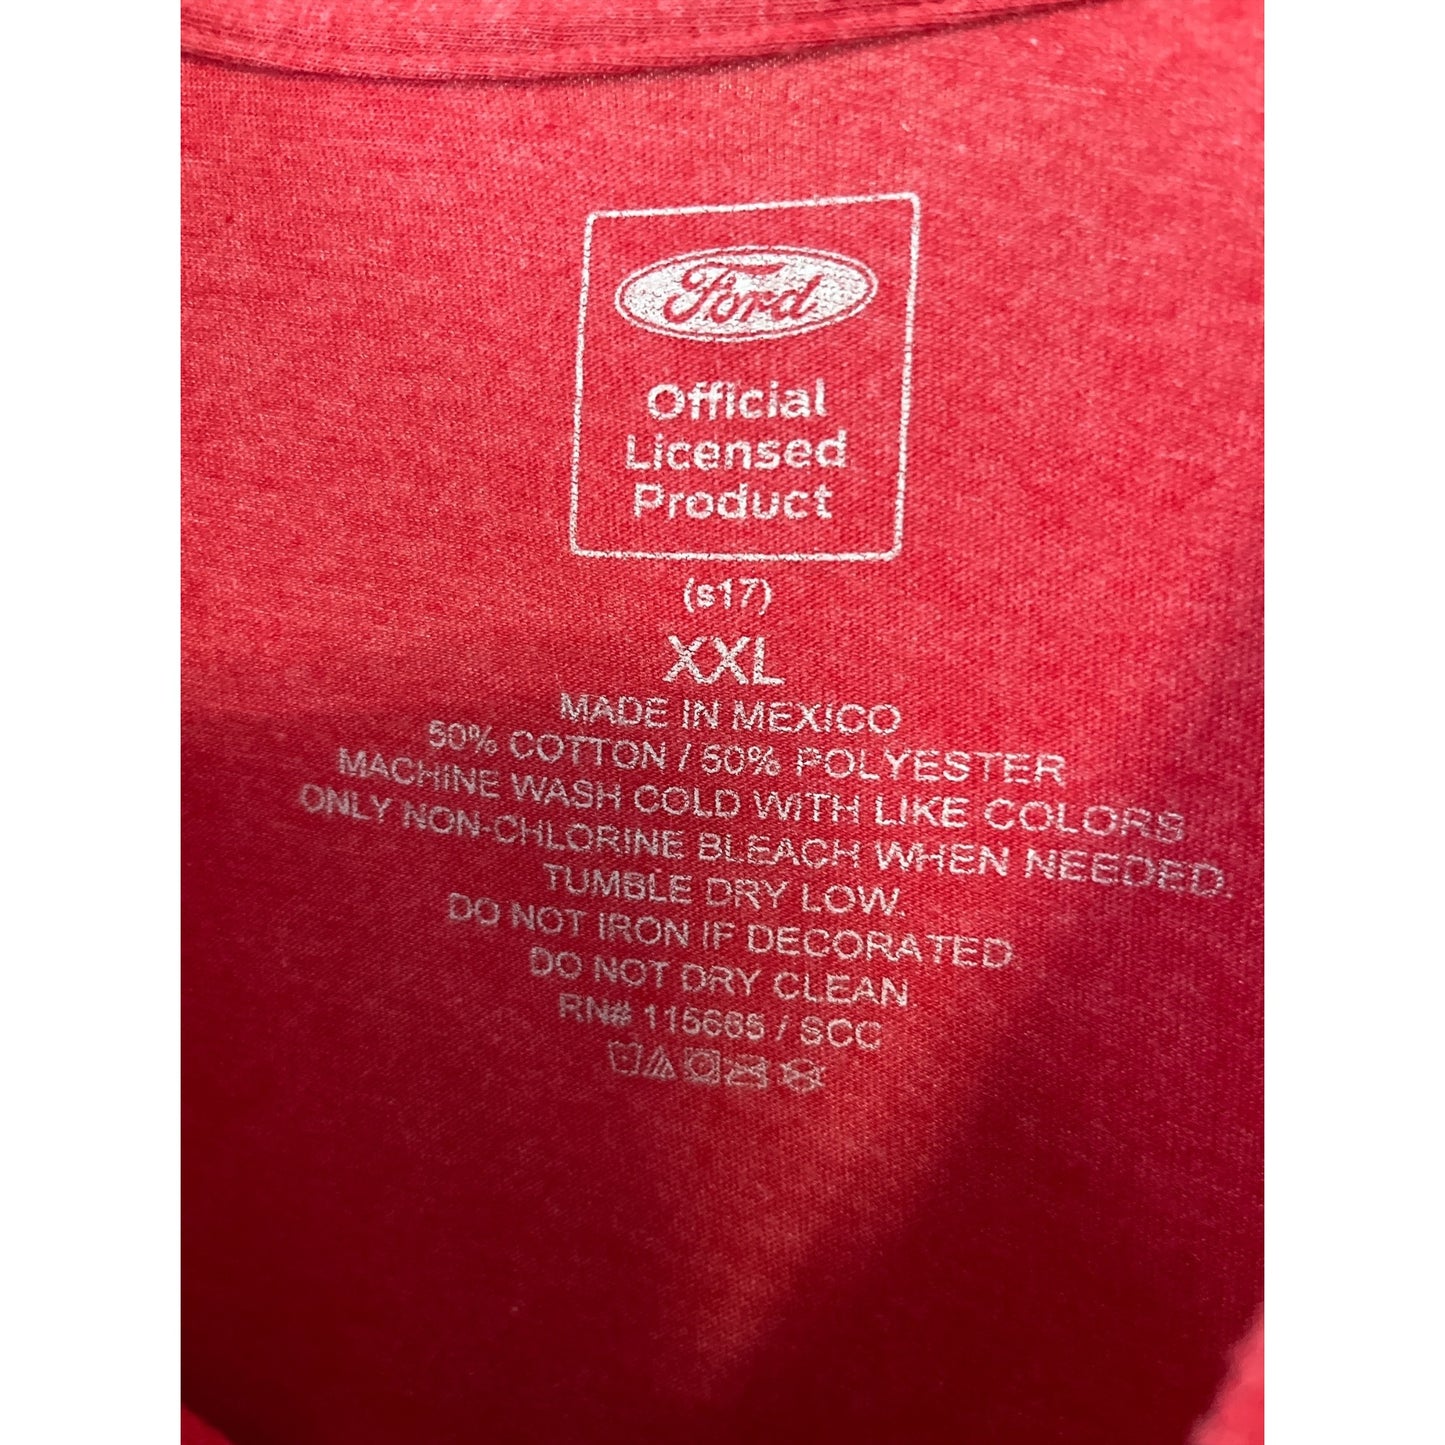 Ford
Official
Licensed
Product
(s17)
XXL
MADE IN MEXICO
50% COTTON / 50% POLYESTER
MACHINE WASH COLD WITH LIKE COLORS
ONLY NON-CHLORINE BLEACH WHEN NEEDED.
TUMBLE DRY LOW.
DO NOT IRON IF DECORATED.
DO NOT DRY CLEAN.
RN# / SCC